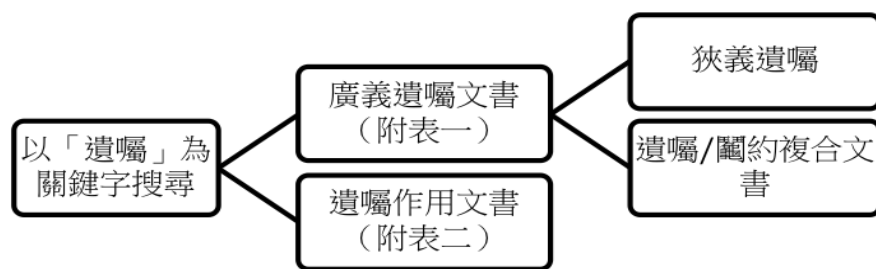 以「遺囑」為
關鍵字搜尋
廣義遺囑文書
（附表一）
遺囑作用文書
（附表二）
狹義遺囑
遺囑/鬮約複合文
書